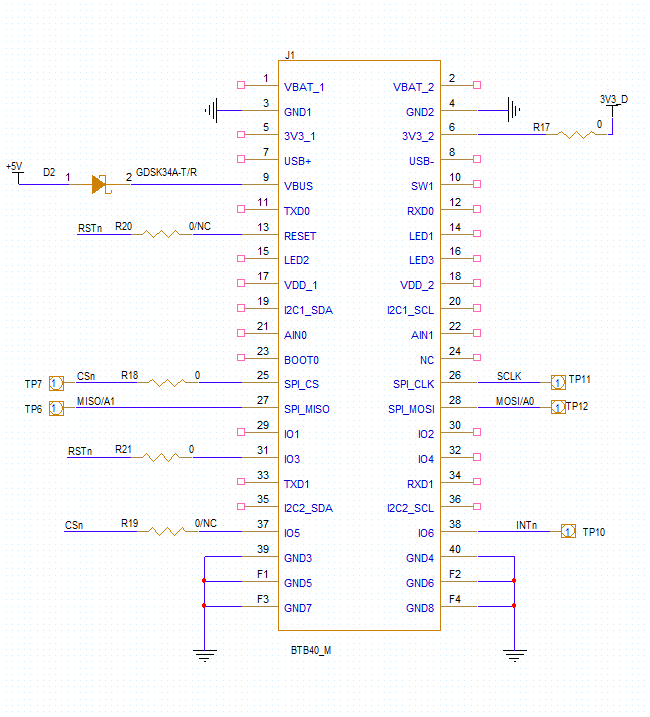 J1
1 VBAT_1 VBAT_2 2
3 GND1 GND2 4
3V3_D
5 3V3_1 3V3_2 6 R17 0
7 USB+ USB- 8
+5V D2 1 2 GDSK34A-T/R 9 VBUS SW1 10
11 TXD0 RXD0 12
RSTn R20 0/NC 13 RESET LED1 14
15 LED2 LED3 16
17 VDD_1 VDD_2 18
19 I2C1_SDA I2C1_SCL 20
21 AIN0 AIN1 22
23 BOOT0 NC 24
TP7 1 CSn R18 0 25 SPI_CS SPI_CLK 26 SCLK 1 TP11
TP6 1 MISO/A1 27 SPI_MISO SPI_MOSI 28 MOSI/A0 1 TP12
29 IO1 IO2 30
RSTn R21 0 31 IO3 IO4 32
33 TXD1 RXD1 34
35 I2C2_SDA I2C2_SCL 36
CSn R19 0/NC 37 IO5 IO6 38 INTn 1 TP10
39 GND3 GND4 40
F1 GND5 GND6 F2
F3 GND7 GND8 F4
BTB40_M